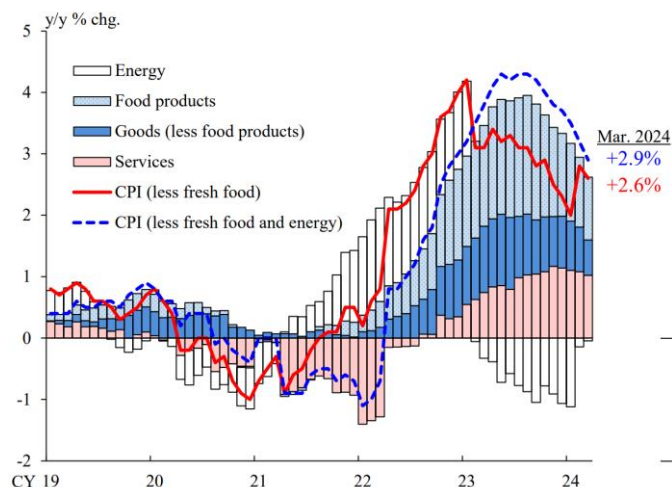 y/y % chg.
5
4
3
2
1
0
-1
-2
Energy
Food products
Goods (less food products)
Services
CPI (less fresh food)
CPI (less fresh food and energy)
Mar. 2024
+2.9%
+2.6%
CY 19 20 21 22 23 24